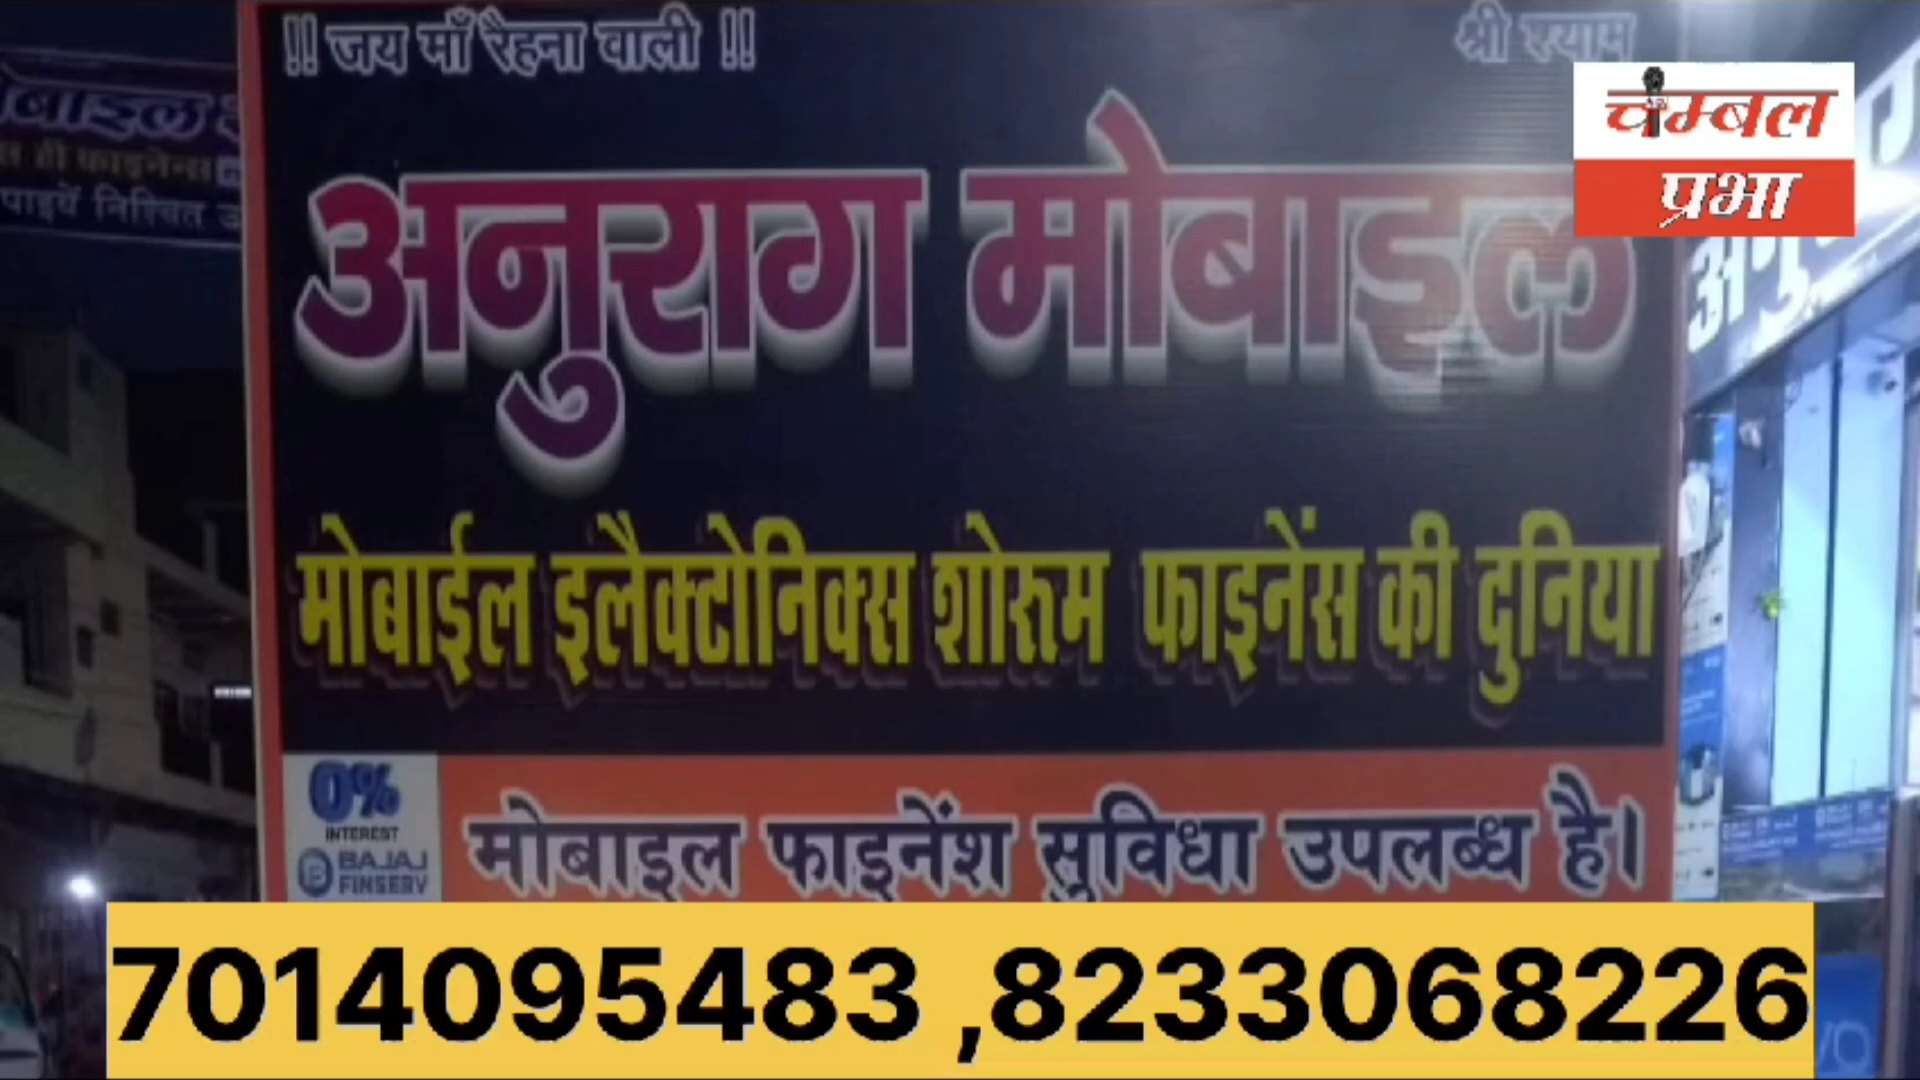 !! जय माँ रैहना वाली !!
श्री श्याम
चम्बल
प्रभा
अनुराग मोबाइल
मोबाईल इलैक्टोनिक्स शोरूम फाइनेंस की दुनिया
0%
INTEREST
BAJAJ
FINSERV
मोबाइल फाइनेंश सुविधा उपलब्ध है।
7014095483 ,8233068226